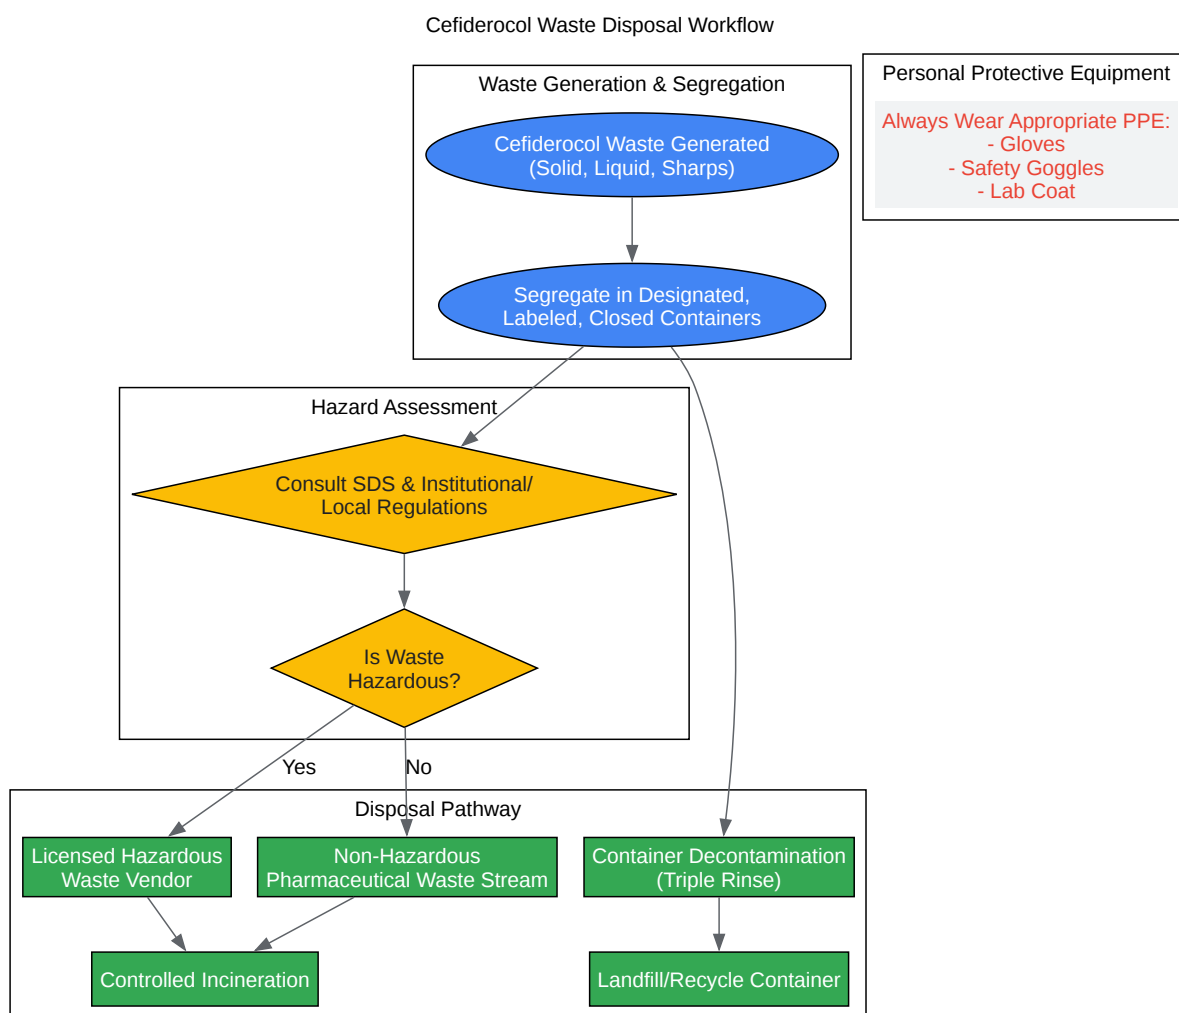 Cefiderocol Waste Disposal Workflow
Waste Generation & Segregation
Cefiderocol Waste Generated
(Solid, Liquid, Sharps)
Segregate in Designated,
Labeled, Closed Containers
Personal Protective Equipment
Always Wear Appropriate PPE:
- Gloves
- Safety Goggles
- Lab Coat
Hazard Assessment
Consult SDS & Institutional/
Local Regulations
Is Waste
Hazardous?
Yes
No
Disposal Pathway
Licensed Hazardous
Waste Vendor
Non-Hazardous
Pharmaceutical Waste Stream
Container Decontamination
(Triple Rinse)
Controlled Incineration
Landfill/Recycle Container